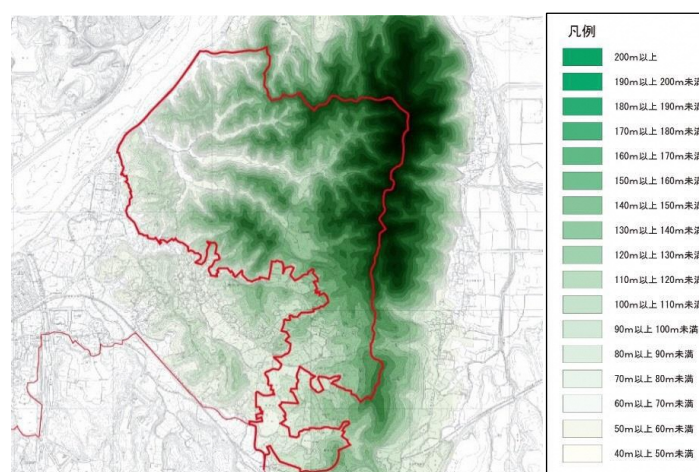 凡例
200m以上
190m以上 200m未満
180m以上 190m未満
170m以上 180m未満
160m以上 170m未満
150m以上 160m未満
140m以上 150m未満
130m以上 140m未満
120m以上 130m未満
110m以上 120m未満
100m以上 110m未満
90m以上 100m未満
80m以上 90m未満
70m以上 80m未満
60m以上 70m未満
50m以上 60m未満
40m以上 50m未満